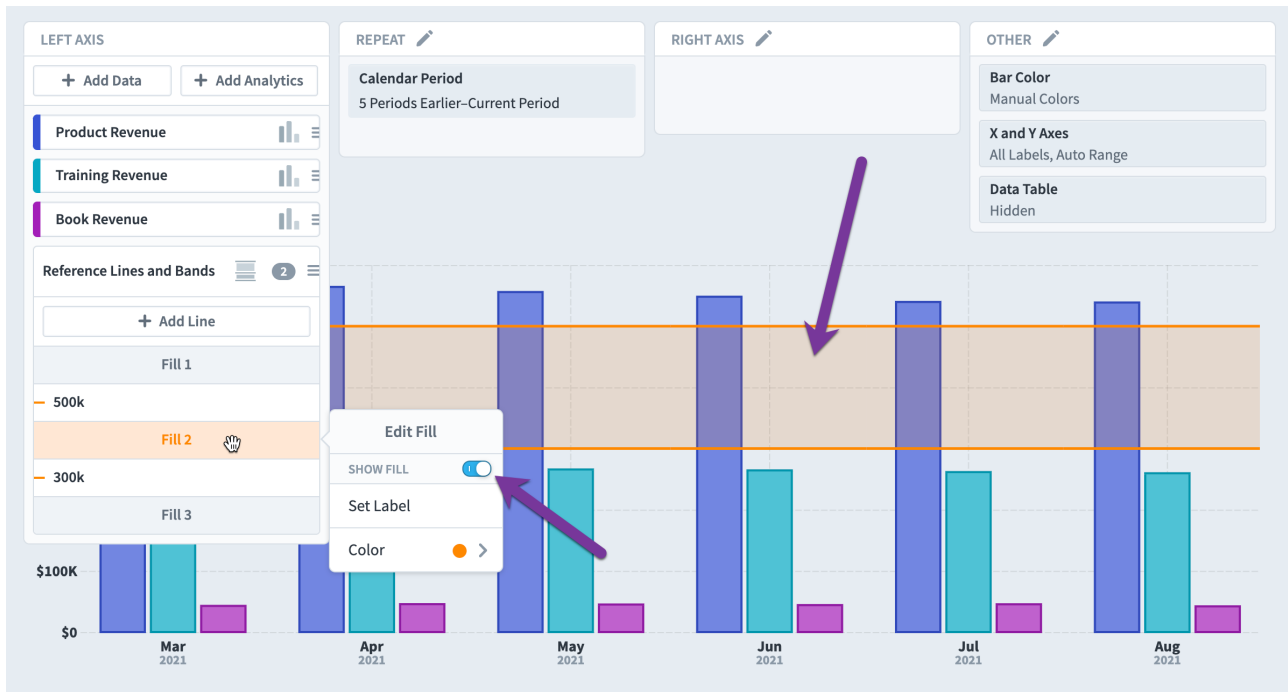 LEFT AXIS
+ Add Data
+ Add Analytics
Product Revenue
Training Revenue
Book Revenue
Reference Lines and Bands 2
+ Add Line
Fill 1
500k
Fill 2
300k
Fill 3
REPEAT
Calendar Period
5 Periods Earlier–Current Period
RIGHT AXIS
OTHER
Bar Color
Manual Colors
X and Y Axes
All Labels, Auto Range
Data Table
Hidden
Edit Fill
SHOW FILL
Set Label
Color
$100K
$0
Mar
2021
Apr
2021
May
2021
Jun
2021
Jul
2021
Aug
2021